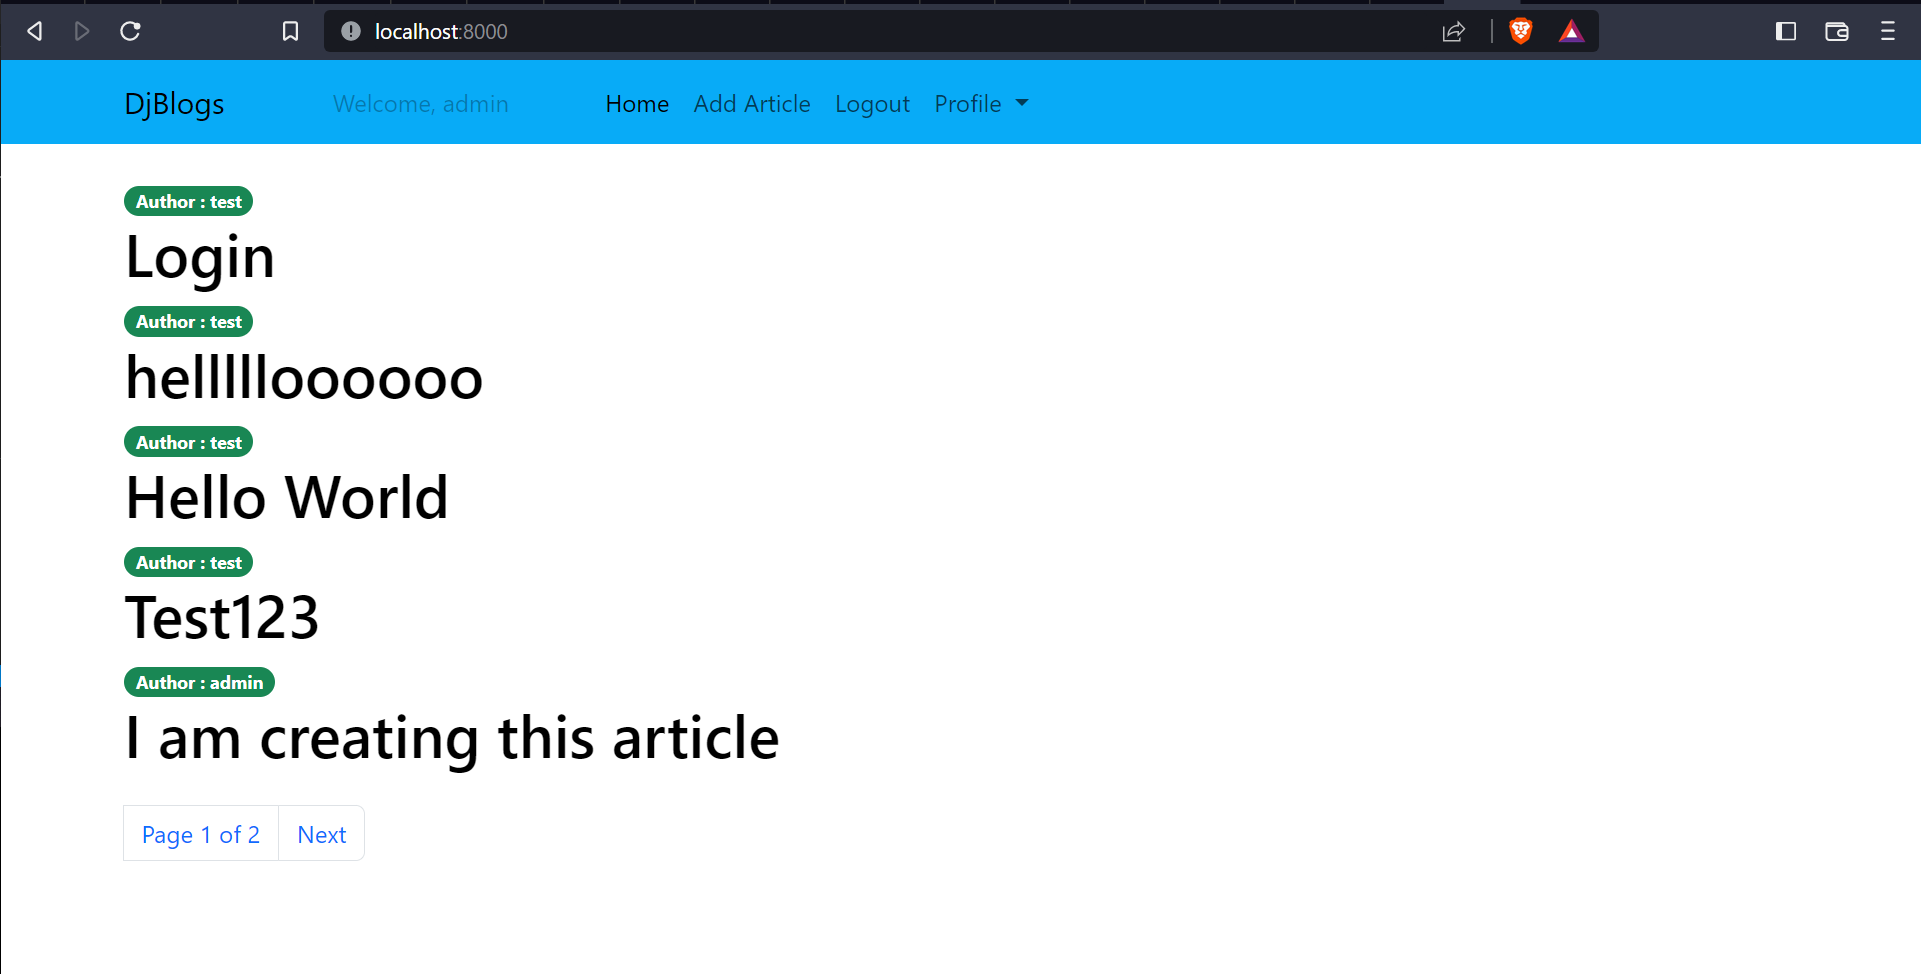 localhost:8000
DjBlogs Welcome, admin Home Add Article Logout Profile
Author : test
Login
Author : test
hellllloooooo
Author : test
Hello World
Author : test
Test123
Author : admin
I am creating this article
Page 1 of 2 Next